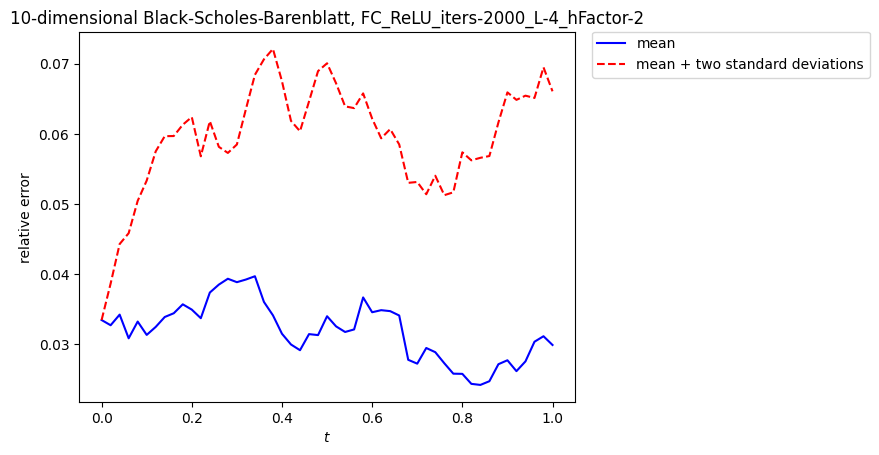 10-dimensional Black-Scholes-Barenblatt, FC_ReLU_iters-2000_L-4_hFactor-2
mean
mean + two standard deviations
0.07
0.06
0.05
0.04
0.03
relative error
0.0 0.2 0.4 0.6 0.8 1.0
t